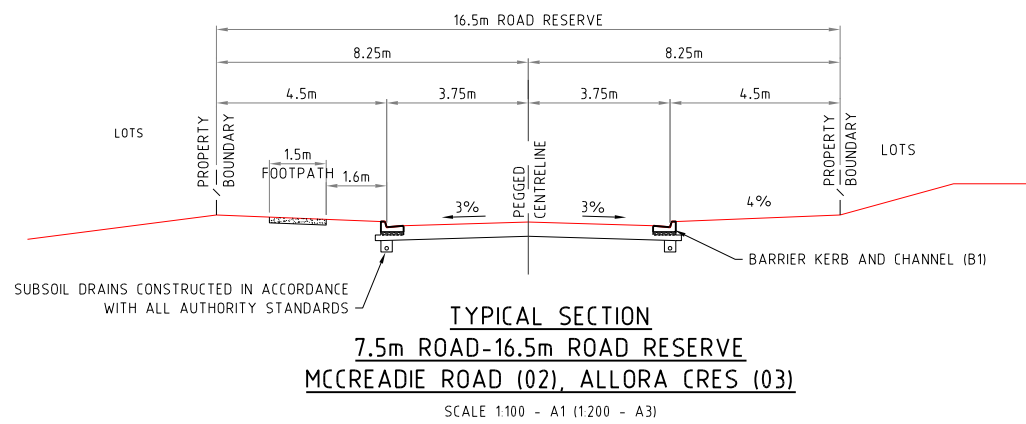 16.5m ROAD RESERVE
8.25m
8.25m
4.5m
3.75m
3.75m
4.5m
LOTS
PROPERTY
BOUNDARY
1.5m
FOOTPATH
1.6m
PEGGED
CENTRELINE
PROPERTY
BOUNDARY
LOTS
3%
3%
4%
BARRIER KERB AND CHANNEL (B1)
SUBSOIL DRAINS CONSTRUCTED IN ACCORDANCE
WITH ALL AUTHORITY STANDARDS
TYPICAL SECTION
7.5m ROAD-16.5m ROAD RESERVE
MCCREADIE ROAD (02), ALLORA CRES (03)
SCALE 1:100 - A1 (1:200 - A3)